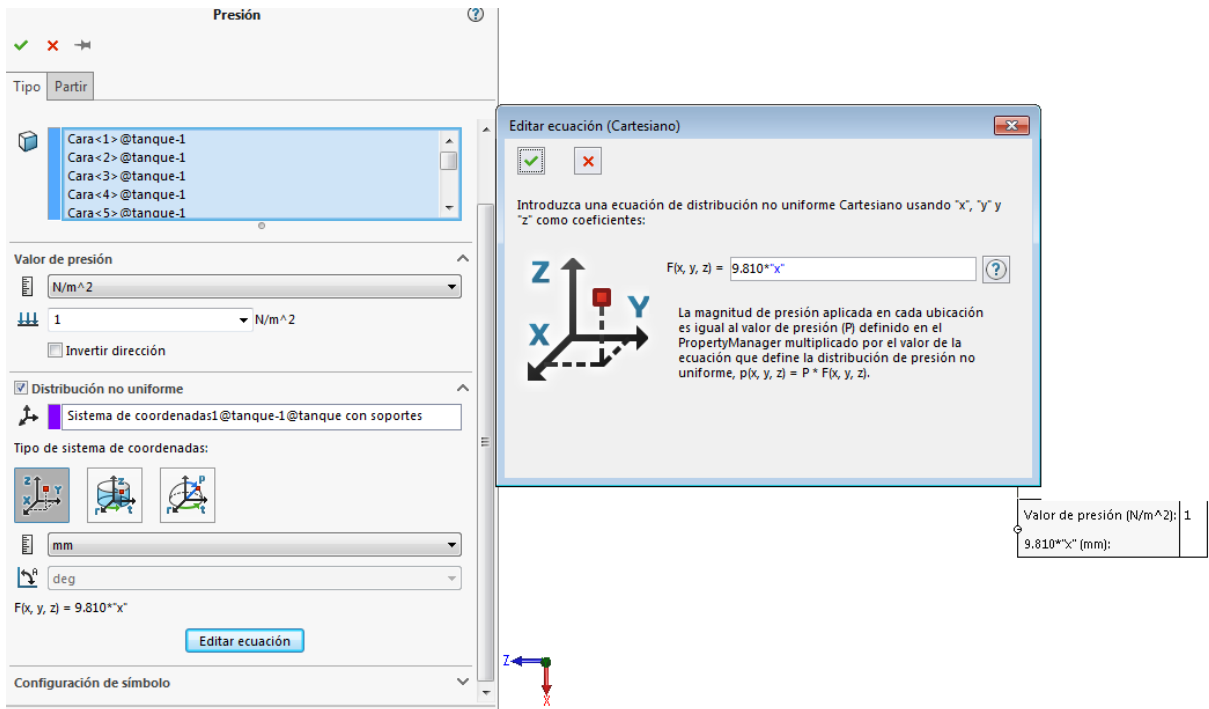 Presión
Tipo
Partir
Cara<1>@tanque-1
Cara<2>@tanque-1
Cara<3>@tanque-1
Cara<4>@tanque-1
Cara<5>@tanque-1
Valor de presión
N/m^2
1
N/m^2
Invertir dirección
Distribución no uniforme
Sistema de coordenadas1@tanque-1@tanque con soportes
Tipo de sistema de coordenadas:
Z
Y
X
z
r
t
P
r
t
mm
deg
F(x, y, z) = 9.810*"x"
Editar ecuación
Configuración de símbolo
Editar ecuación (Cartesiano)
Introduzca una ecuación de distribución no uniforme Cartesiano usando "x", "y" y
"z" como coeficientes:
Z
Y
X
F(x, y, z) = 9.810*"x"
La magnitud de presión aplicada en cada ubicación
es igual al valor de presión (P) definido en el
PropertyManager multiplicado por el valor de la
ecuación que define la distribución de presión no
uniforme, p(x, y, z) = P * F(x, y, z).
Valor de presión (N/m^2): 1
9.810*"x" (mm):
Z
X